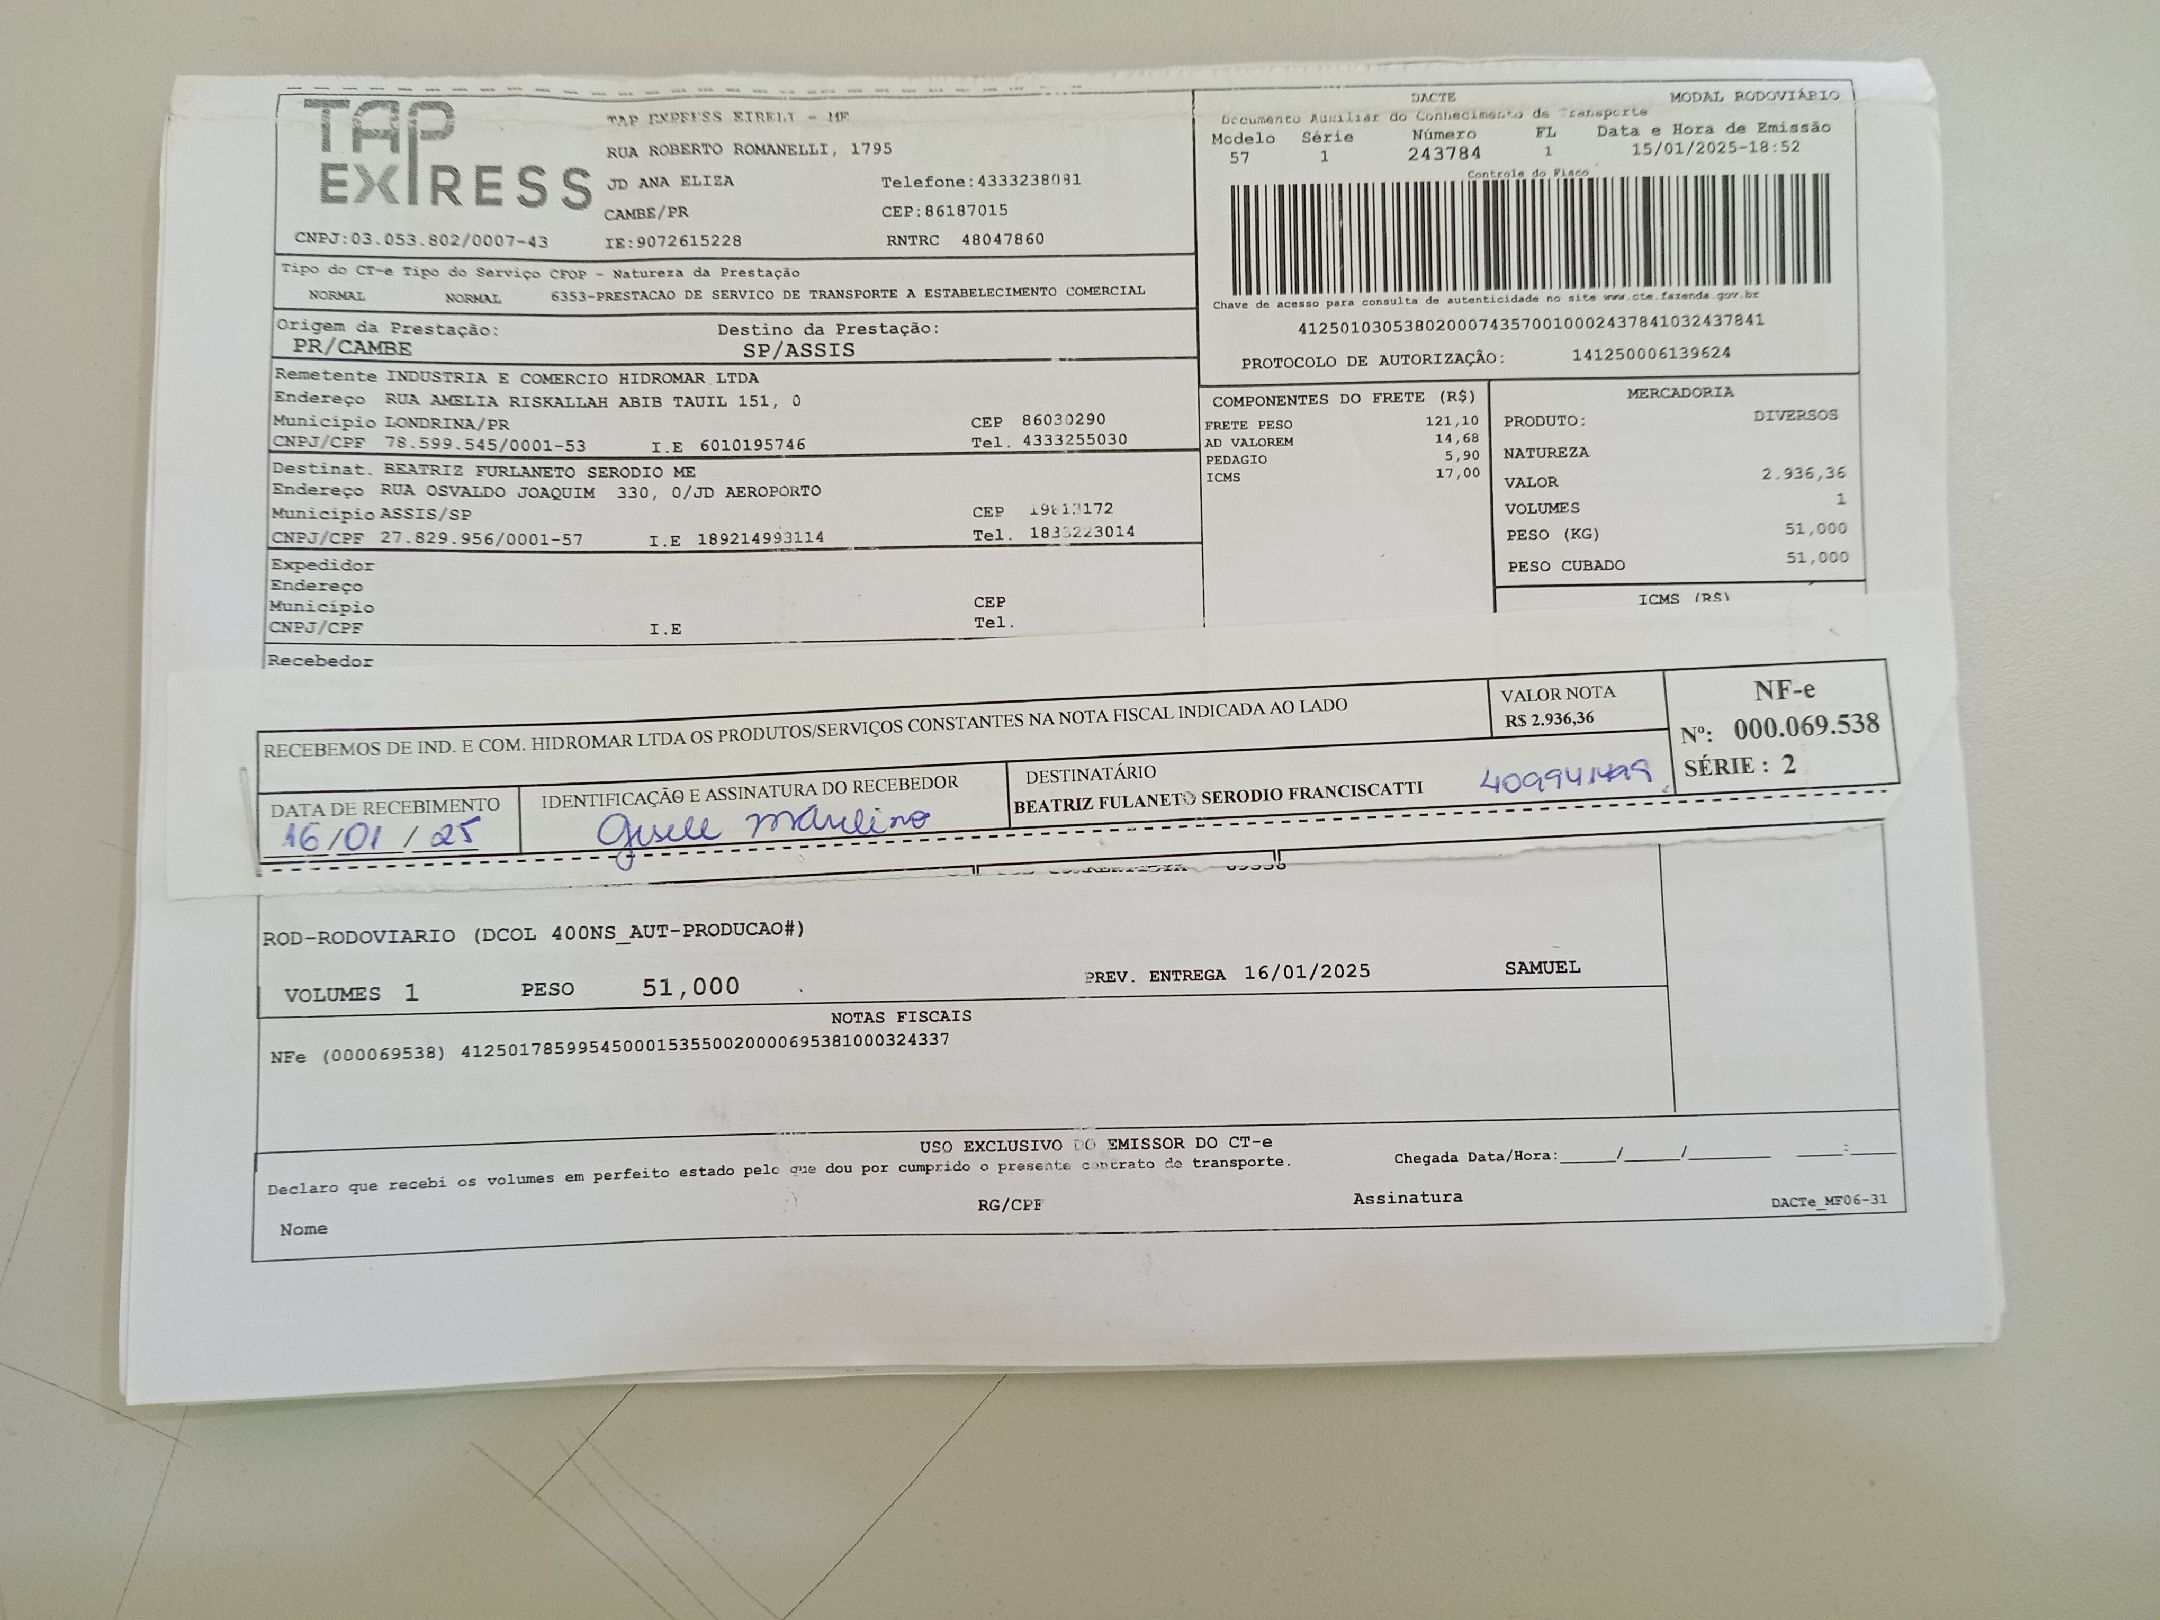 TAP EXPRESS
TAP EXPRESS EIRELI - ME
RUA ROBERTO ROMANELLI, 1795
JD ANA ELIZA Telefone:4333238081
CAMBE/PR CEP:86187015
CNPJ:03.053.802/0007-43 IE:9072615228 RNTRC 48047860
DACTE MODAL RODOVIÁRIO
Documento Auxiliar do Conhecimento de Transporte
Modelo Série Número FL Data e Hora de Emissão
57 1 243784 1 15/01/2025-18:52
Controle do Fisco
Chave de acesso para consulta de autenticidade no site www.cte.fazenda.gov.br
41250103053802000743570010002437841032437841
PROTOCOLO DE AUTORIZAÇÃO: 141250006139624
Tipo do CT-e Tipo do Serviço CFOP - Natureza da Prestação
NORMAL NORMAL 6353-PRESTACAO DE SERVICO DE TRANSPORTE A ESTABELECIMENTO COMERCIAL
Origem da Prestação: Destino da Prestação:
PR/CAMBE SP/ASSIS
Remetente INDUSTRIA E COMERCIO HIDROMAR LTDA
Endereço RUA AMELIA RISKALLAH ABIB TAUIL 151, 0
Município LONDRINA/PR CEP 86030290
CNPJ/CPF 78.599.545/0001-53 I.E 6010195746 Tel. 4333255030
Destinat. BEATRIZ FURLANETO SERODIO ME
Endereço RUA OSVALDO JOAQUIM 330, 0/JD AEROPORTO
Município ASSIS/SP CEP 19813172
CNPJ/CPF 27.829.956/0001-57 I.E 189214993114 Tel. 1833223014
Expedidor
Endereço
Município CEP
CNPJ/CPF I.E Tel.
Recebedor
COMPONENTES DO FRETE (R$)
FRETE PESO 121,10
AD VALOREM 14,68
PEDAGIO 5,90
ICMS 17,00
MERCADORIA
PRODUTO: DIVERSOS
NATUREZA
VALOR 2.936,36
VOLUMES 1
PESO (KG) 51,000
PESO CUBADO 51,000
ICMS (R$)
RECEBEMOS DE IND. E COM. HIDROMAR LTDA OS PRODUTOS/SERVIÇOS CONSTANTES NA NOTA FISCAL INDICADA AO LADO
VALOR NOTA
R$ 2.936,36
NF-e
Nº: 000.069.538
SÉRIE : 2
DATA DE RECEBIMENTO
16/01/25
IDENTIFICAÇÃO E ASSINATURA DO RECEBEDOR
Gisele Marcelino
DESTINATÁRIO
BEATRIZ FULANETO SERODIO FRANCISCATTI
409941499
ROD-RODOVIARIO (DCOL 400NS_AUT-PRODUCAO#)
VOLUMES 1 PESO 51,000 PREV. ENTREGA 16/01/2025 SAMUEL
NOTAS FISCAIS
NFe (000069538) 41250178599545000153550020000695381000324337
USO EXCLUSIVO DO EMISSOR DO CT-e
Declaro que recebi os volumes em perfeito estado pelo que dou por cumprido o presente contrato de transporte.
Chegada Data/Hora:_____/_____/_______ ____:____
Nome RG/CPF Assinatura
DACTe_MF06-31